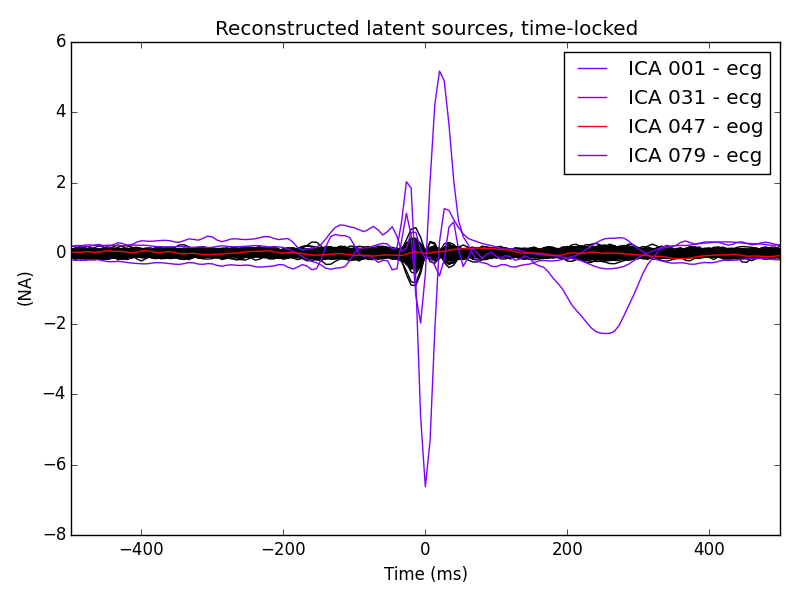 Reconstructed latent sources, time-locked
6
4
2
0
−2
−4
−6
−8
(NA)
ICA 001 - ecg
ICA 031 - ecg
ICA 047 - eog
ICA 079 - ecg
−400
−200
0
200
400
Time (ms)